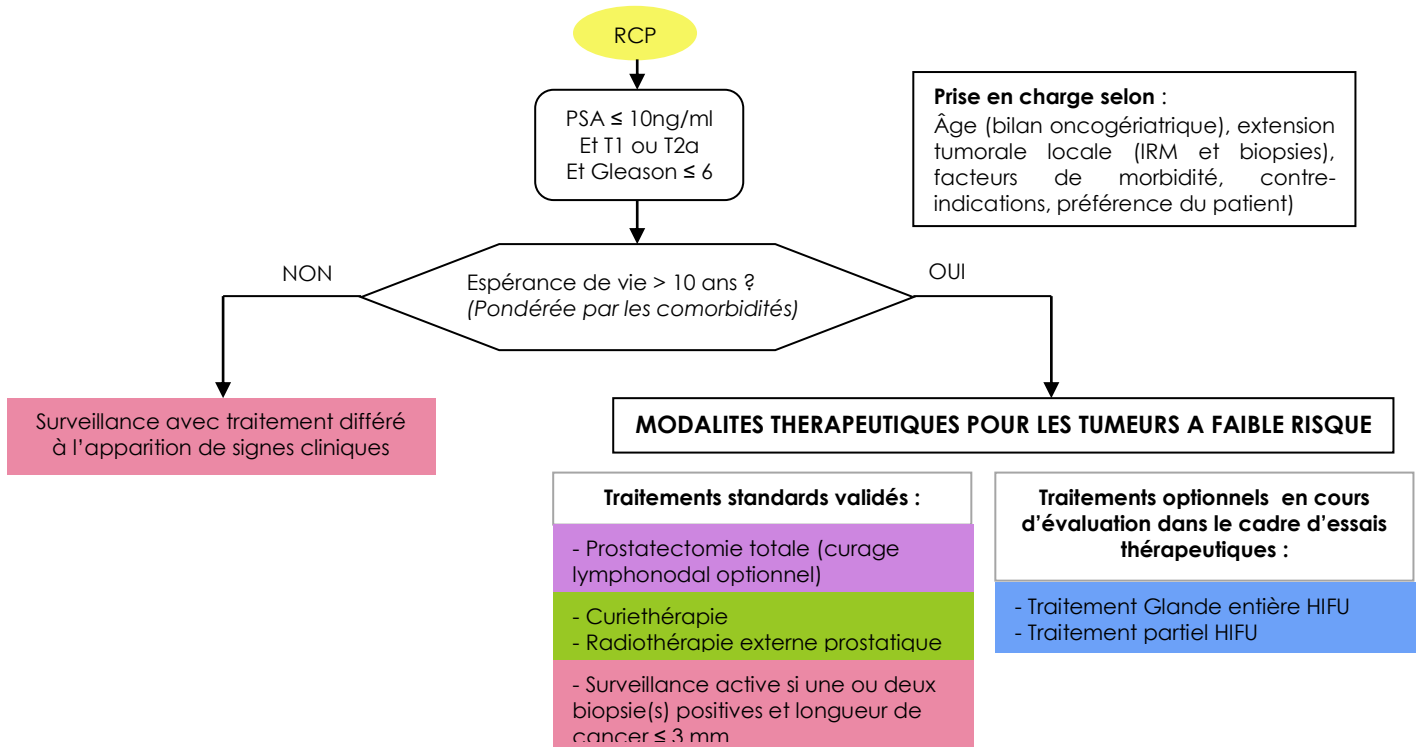 RCP
PSA ≤ 10ng/ml
Et T1 ou T2a
Et Gleason ≤ 6
Prise en charge selon :
Âge (bilan oncogériatrique), extension
tumorale locale (IRM et biopsies),
facteurs de morbidité, contre-
indications, préférence du patient)
NON
Espérance de vie > 10 ans ?
(Pondérée par les comorbidités)
OUI
Surveillance avec traitement différé
à l’apparition de signes cliniques
MODALITES THERAPEUTIQUES POUR LES TUMEURS A FAIBLE RISQUE
Traitements standards validés :
- Prostatectomie totale (curage
lymphonodal optionnel)
- Curiethérapie
- Radiothérapie externe prostatique
- Surveillance active si une ou deux
biopsie(s) positives et longueur de
cancer ≤ 3 mm
Traitements optionnels en cours
d’évaluation dans le cadre d’essais
thérapeutiques :
- Traitement Glande entière HIFU
- Traitement partiel HIFU